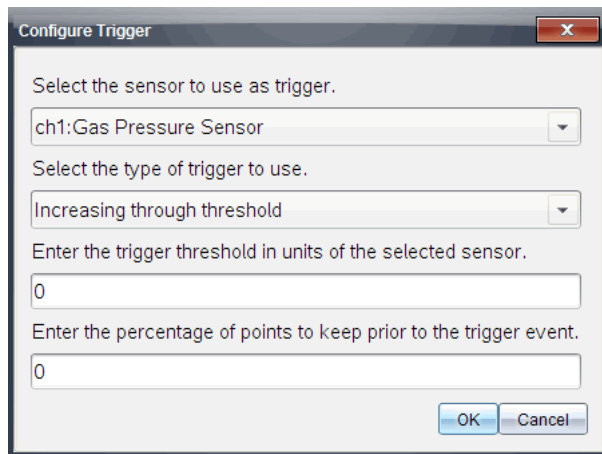 Configure Trigger
x
Select the sensor to use as trigger.
ch1:Gas Pressure Sensor
Select the type of trigger to use.
Increasing through threshold
Enter the trigger threshold in units of the selected sensor.
0
Enter the percentage of points to keep prior to the trigger event.
0
OK Cancel